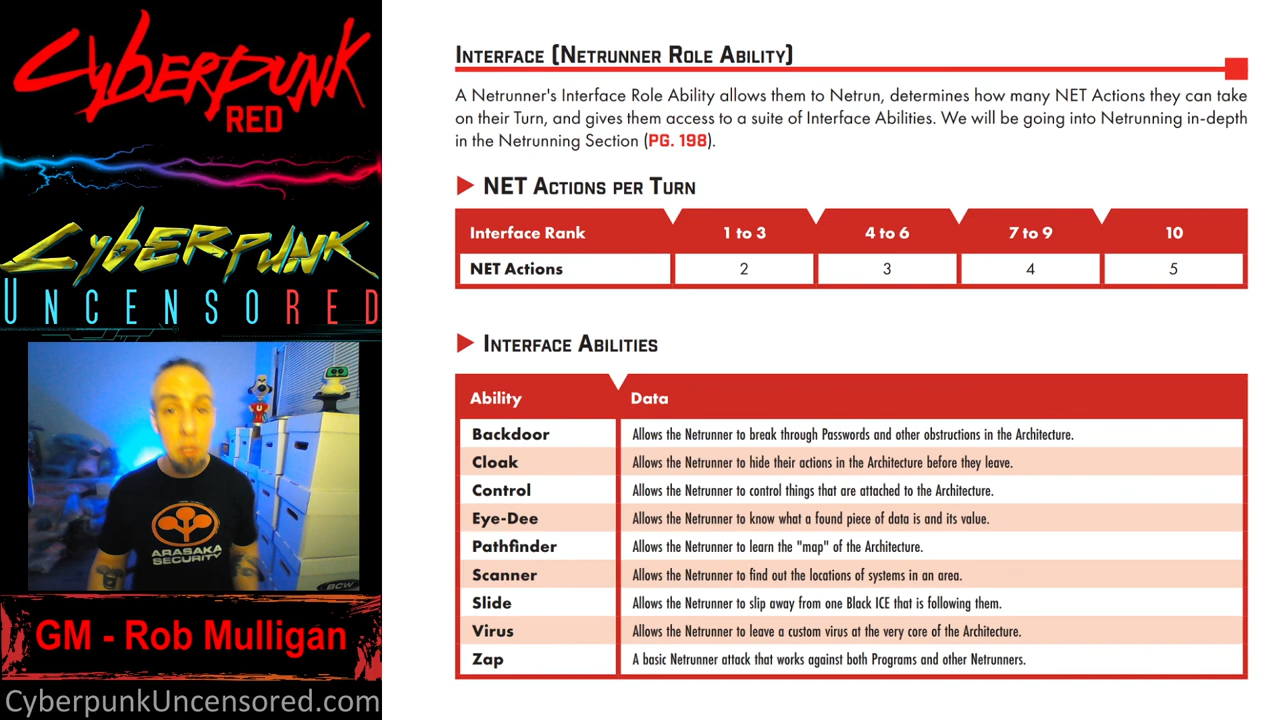 Cyberpunk
RED
Cyberpunk
UNCENSORED
ARASAKA
SECURITY
BCW
GM - Rob Mulligan
CyberpunkUncensored.com
Interface (Netrunner Role Ability)
A Netrunner's Interface Role Ability allows them to Netrun, determines how many NET Actions they can take
on their Turn, and gives them access to a suite of Interface Abilities. We will be going into Netrunning in-depth
in the Netrunning Section (PG. 198).
NET Actions per Turn
Interface Rank 1 to 3 4 to 6 7 to 9 10
NET Actions 2 3 4 5
Interface Abilities
Ability Data
Backdoor Allows the Netrunner to break through Passwords and other obstructions in the Architecture.
Cloak Allows the Netrunner to hide their actions in the Architecture before they leave.
Control Allows the Netrunner to control things that are attached to the Architecture.
Eye-Dee Allows the Netrunner to know what a found piece of data is and its value.
Pathfinder Allows the Netrunner to learn the "map" of the Architecture.
Scanner Allows the Netrunner to find out the locations of systems in an area.
Slide Allows the Netrunner to slip away from one Black ICE that is following them.
Virus Allows the Netrunner to leave a custom virus at the very core of the Architecture.
Zap A basic Netrunner attack that works against both Programs and other Netrunners.